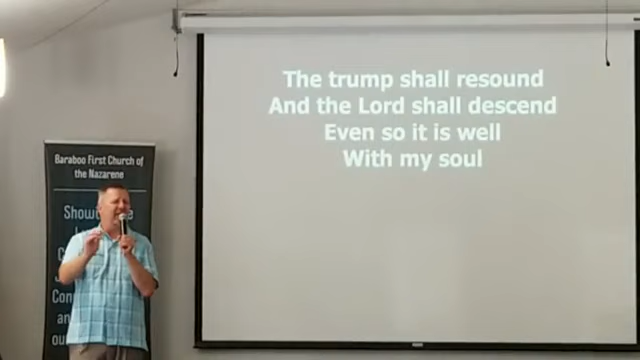 The trump shall resound
And the Lord shall descend
Even so it is well
With my soul
Baraboo First Church of
the Nazarene